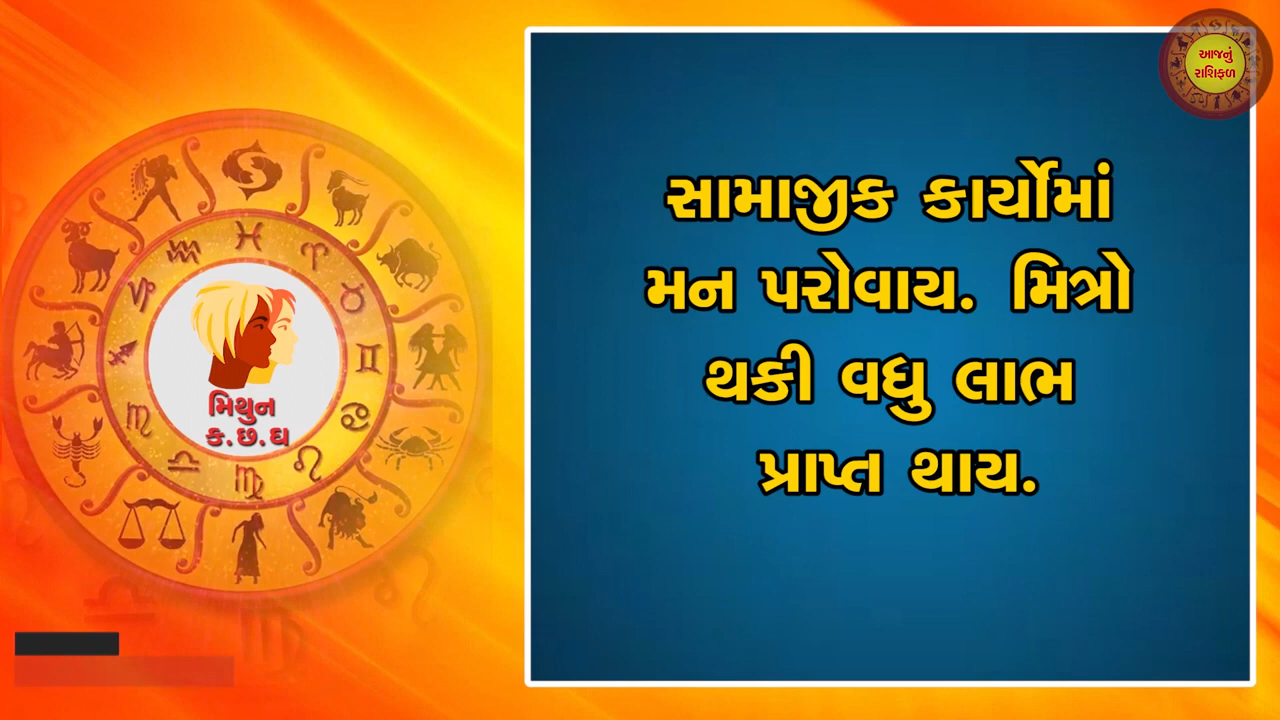 આજનું
રાશિફળ
સામાજીક કાર્યોમાં
મન પરોવાય. મિત્રો
થકી વધુ લાભ
પ્રાપ્ત થાય.
મિથુન
ક.છ.ઘ